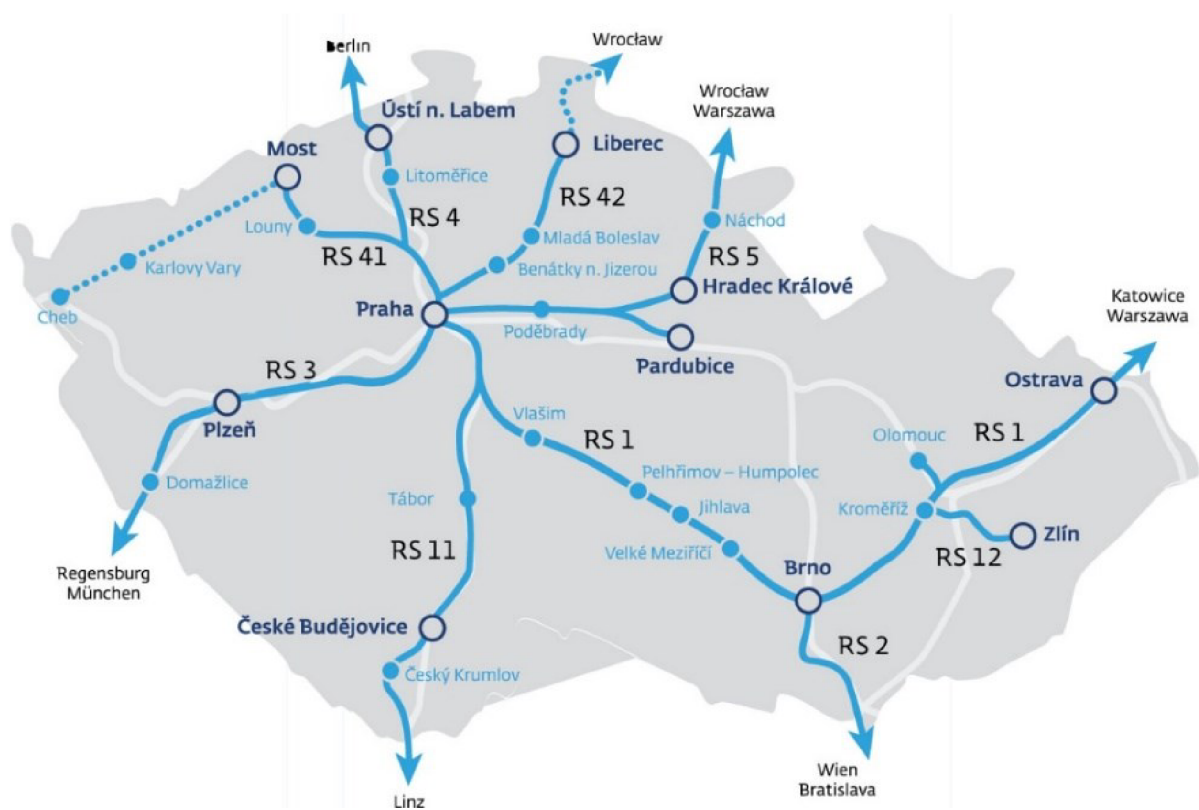 Berlin
Wrocław
Wrocław
Warszawa
Ústí n. Labem
Most
Liberec
Litoměřice
RS 42
RS 4
Náchod
Louny
Mladá Boleslav
RS 41
RS 5
Karlovy Vary
Benátky n. Jizerou
Hradec Králové
Katowice
Warszawa
Praha
Cheb
Poděbrady
Pardubice
RS 3
Ostrava
Plzeň
Vlašim
RS 1
RS 1
Olomouc
Pelhřimov – Humpolec
Domažlice
Tábor
Jihlava
Kroměříž
Zlín
RS 11
Velké Meziříčí
RS 12
Brno
Regensburg
München
České Budějovice
RS 2
Český Krumlov
Linz
Wien
Bratislava